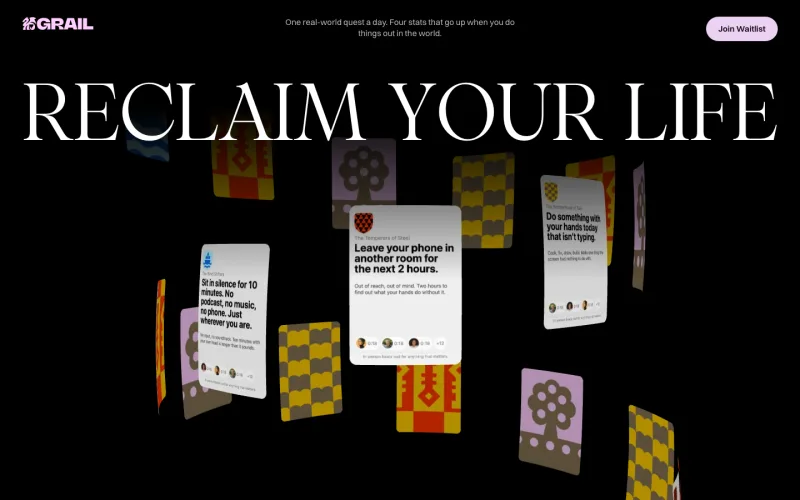 GRAIL
One real-world quest a day. Four stats that go up when you do
things out in the world.
Join Waitlist
RECLAIM YOUR LIFE
Leave your phone in
another room for
the next 2 hours.
Out of reach, out of mind. Two hours to
find out what your hands do without it.
+12
Do something with
your hands today
that isn't typing.
Sit in silence for 10
minutes. No
podcast, no music,
no phone. Just
wherever you are.